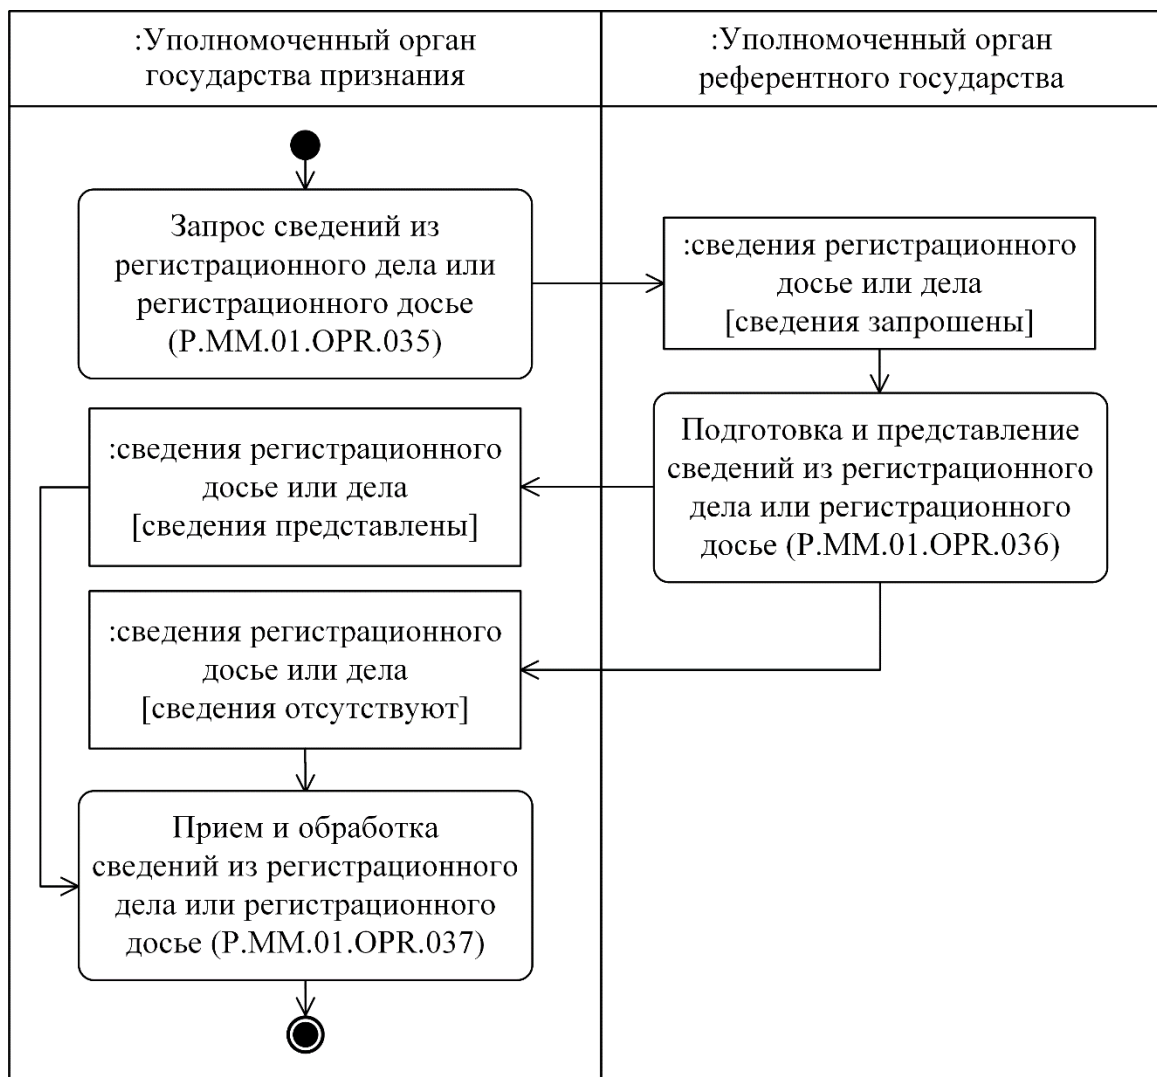 :Уполномоченный орган
государства признания
:Уполномоченный орган
референтного государства
Запрос сведений из
регистрационного дела или
регистрационного досье
(P.MM.01.OPR.035)
:сведения регистрационного
досье или дела
[сведения запрошены]
Подготовка и представление
сведений из регистрационного
дела или регистрационного
досье (P.MM.01.OPR.036)
:сведения регистрационного
досье или дела
[сведения представлены]
:сведения регистрационного
досье или дела
[сведения отсутствуют]
Прием и обработка
сведений из регистрационного
дела или регистрационного
досье (P.MM.01.OPR.037)